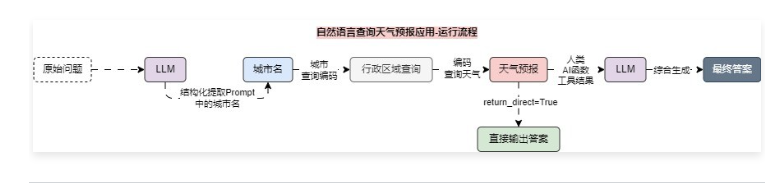 自然语言查询天气预报应用-运行流程
原始问题
LLM
结构化提取Prompt
中的城市名
城市名
城市
查询编码
行政区域查询
编码
查询天气
天气预报
人类
AI函数
工具结果
LLM
综合生成
最终答案
return_direct=True
直接输出答案